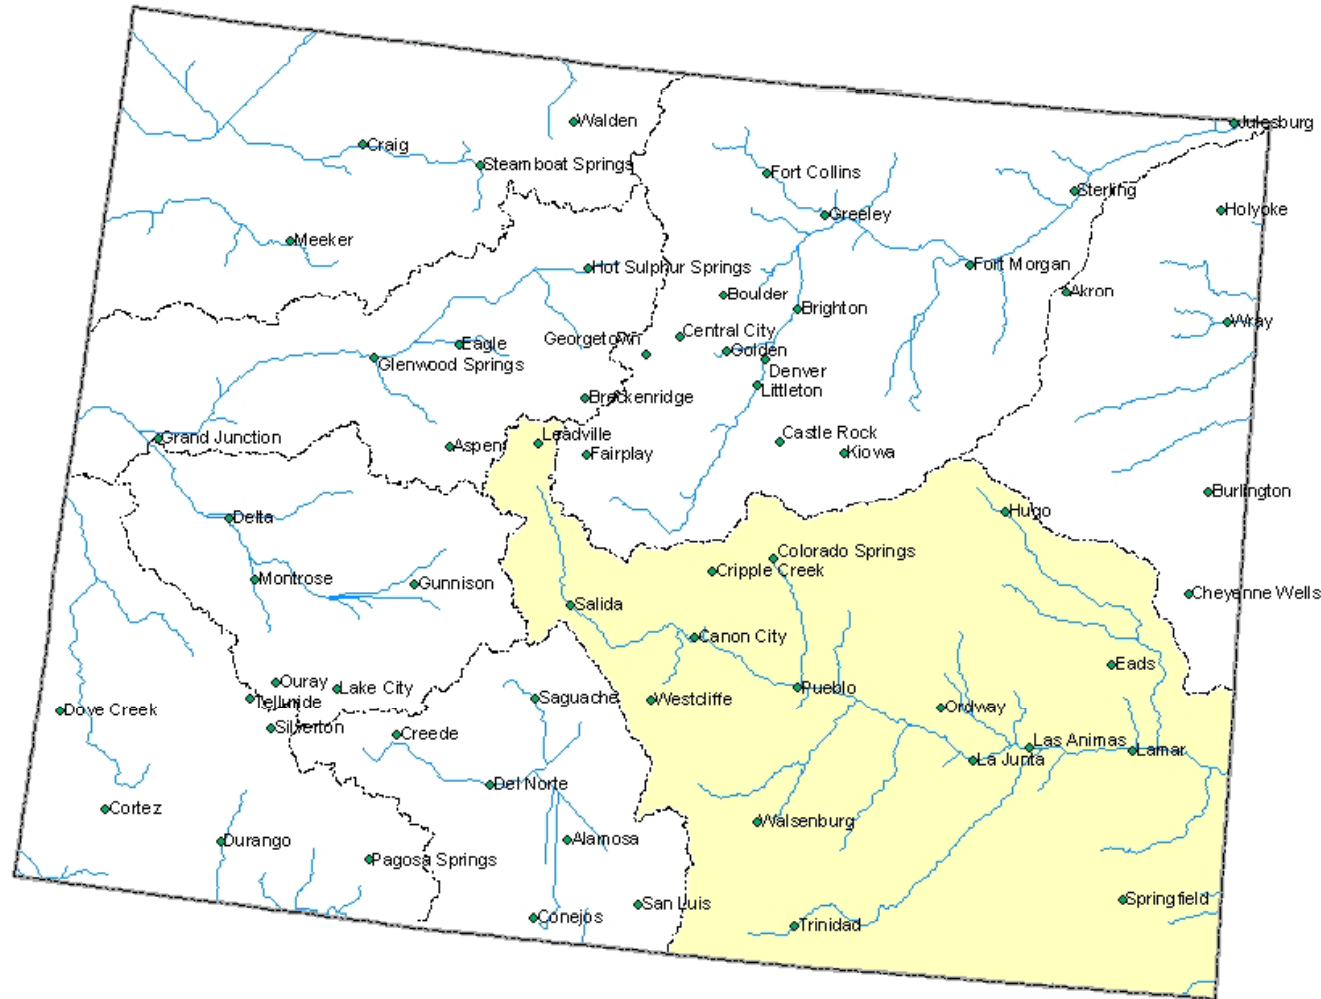 Julesburg
Walden
Craig
Steamboat Springs
Fort Collins
Sterling
Holyoke
Greeley
Meeker
Hot Sulphur Springs
Fort Morgan
Boulder
Akron
Brighton
Wray
Central City
Georgetown
Eagle
Golden
Glenwood Springs
Denver
Littleton
Breckenridge
Grand Junction
Aspen
Leadville
Fairplay
Castle Rock
Kiowa
Burlington
Delta
Hugo
Colorado Springs
Cripple Creek
Montrose
Gunnison
Cheyenne Wells
Salida
Canon City
Eads
Ouray
Lake City
Telluride
Saguache
Westcliffe
Pueblo
Dove Creek
Ordway
Silverton
Creede
Las Animas
La Junta
Lamar
Del Norte
Cortez
Walsenburg
Durango
Alamosa
Pagosa Springs
San Luis
Springfield
Conejos
Trinidad